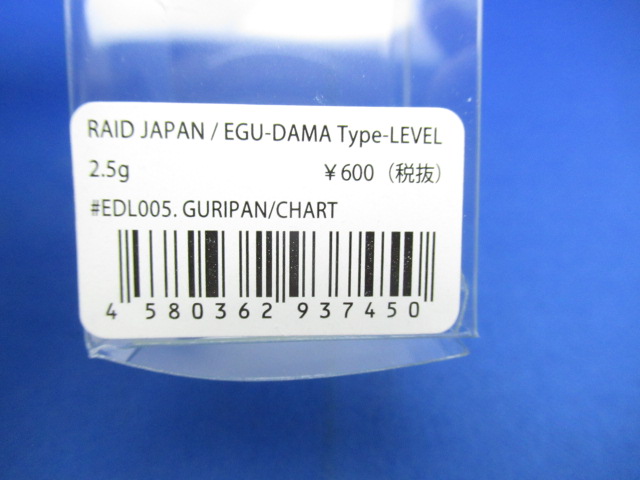 RAID JAPAN / EGU-DAMA Type-LEVEL
2.5g ￥600（税抜）
#EDL005. GURIPAN/CHART
4 580362 937450